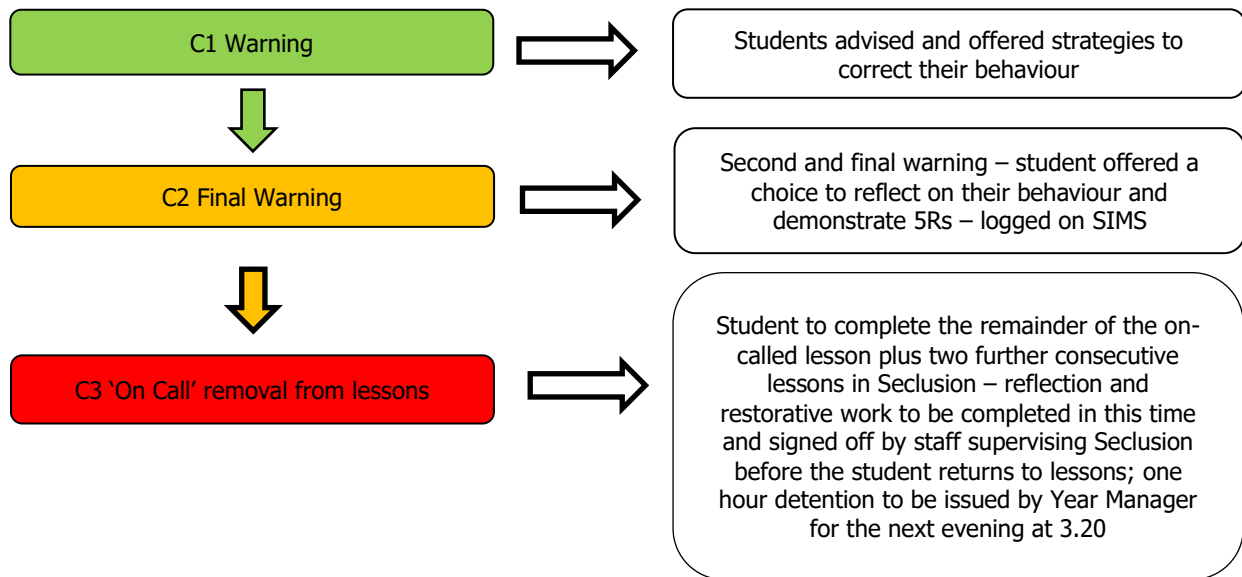 C1 Warning
Students advised and offered strategies to
correct their behaviour
C2 Final Warning
Second and final warning – student offered a
choice to reflect on their behaviour and
demonstrate 5Rs – logged on SIMS
C3 ‘On Call’ removal from lessons
Student to complete the remainder of the on-
called lesson plus two further consecutive
lessons in Seclusion – reflection and
restorative work to be completed in this time
and signed off by staff supervising Seclusion
before the student returns to lessons; one
hour detention to be issued by Year Manager
for the next evening at 3.20